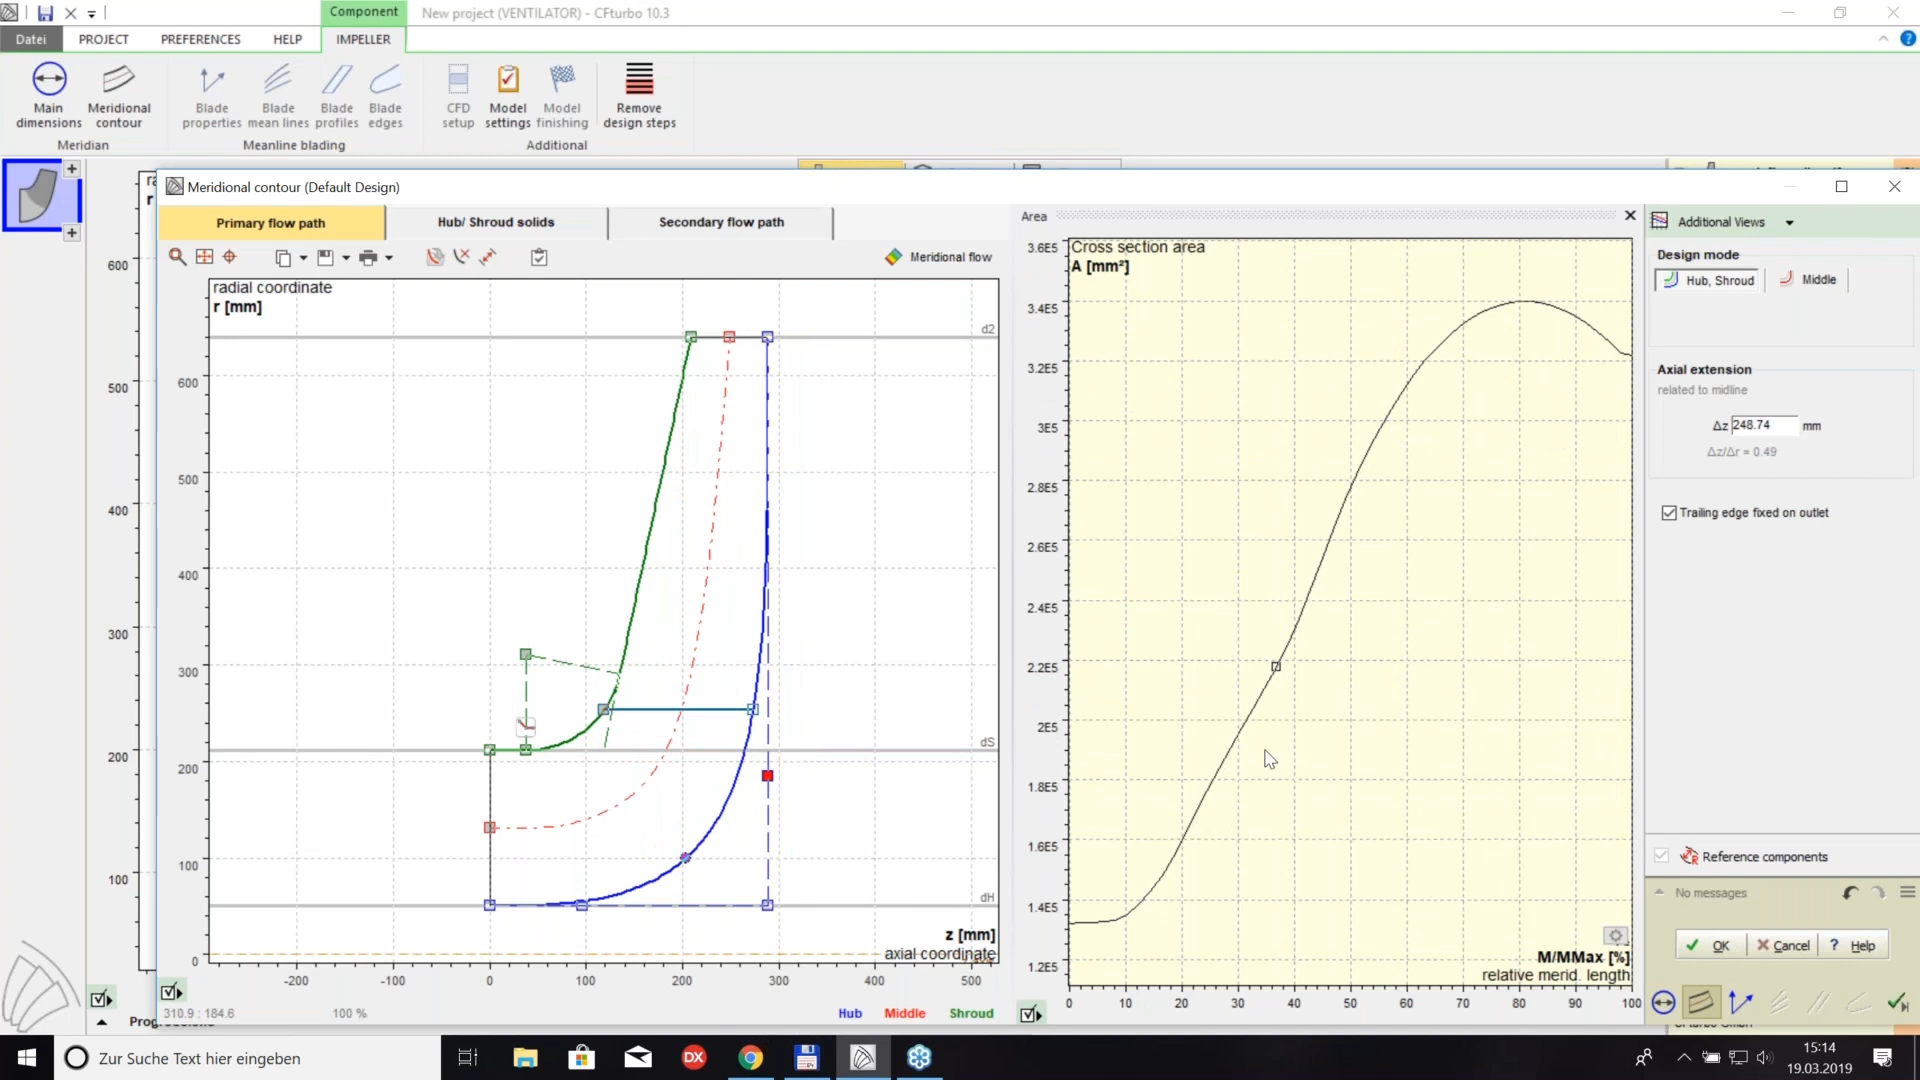 Component
New project (VENTILATOR) - CFturbo 10.3
Datei
PROJECT
PREFERENCES
HELP
IMPELLER
Main dimensions
Meridional contour
Blade properties
Blade mean lines
Blade profiles
Blade edges
CFD setup
Model settings
Model finishing
Remove design steps
Meridian
Meanline blading
Additional
Meridional contour (Default Design)
r
600
500
400
300
200
100
Primary flow path
Hub/ Shroud solids
Secondary flow path
Meridional flow
radial coordinate
r [mm]
d2
dS
dH
600
500
400
300
200
100
0
z [mm]
axial coordinate
-200
-100
0
100
200
300
400
500
310.9 : 184.6
100 %
Hub
Middle
Shroud
Area
Cross section area
A [mm²]
3.6E5
3.4E5
3.2E5
3E5
2.8E5
2.6E5
2.4E5
2.2E5
2E5
1.8E5
1.6E5
1.4E5
1.2E5
M/MMax [%]
relative merid. length
0
10
20
30
40
50
60
70
80
90
100
Additional Views
Design mode
Hub, Shroud
Middle
Axial extension
related to midline
Δz 248.74 mm
Δz/Δr = 0.49
Trailing edge fixed on outlet
Reference components
No messages
OK
Cancel
? Help
Zur Suche Text hier eingeben
DX
15:14
19.03.2019